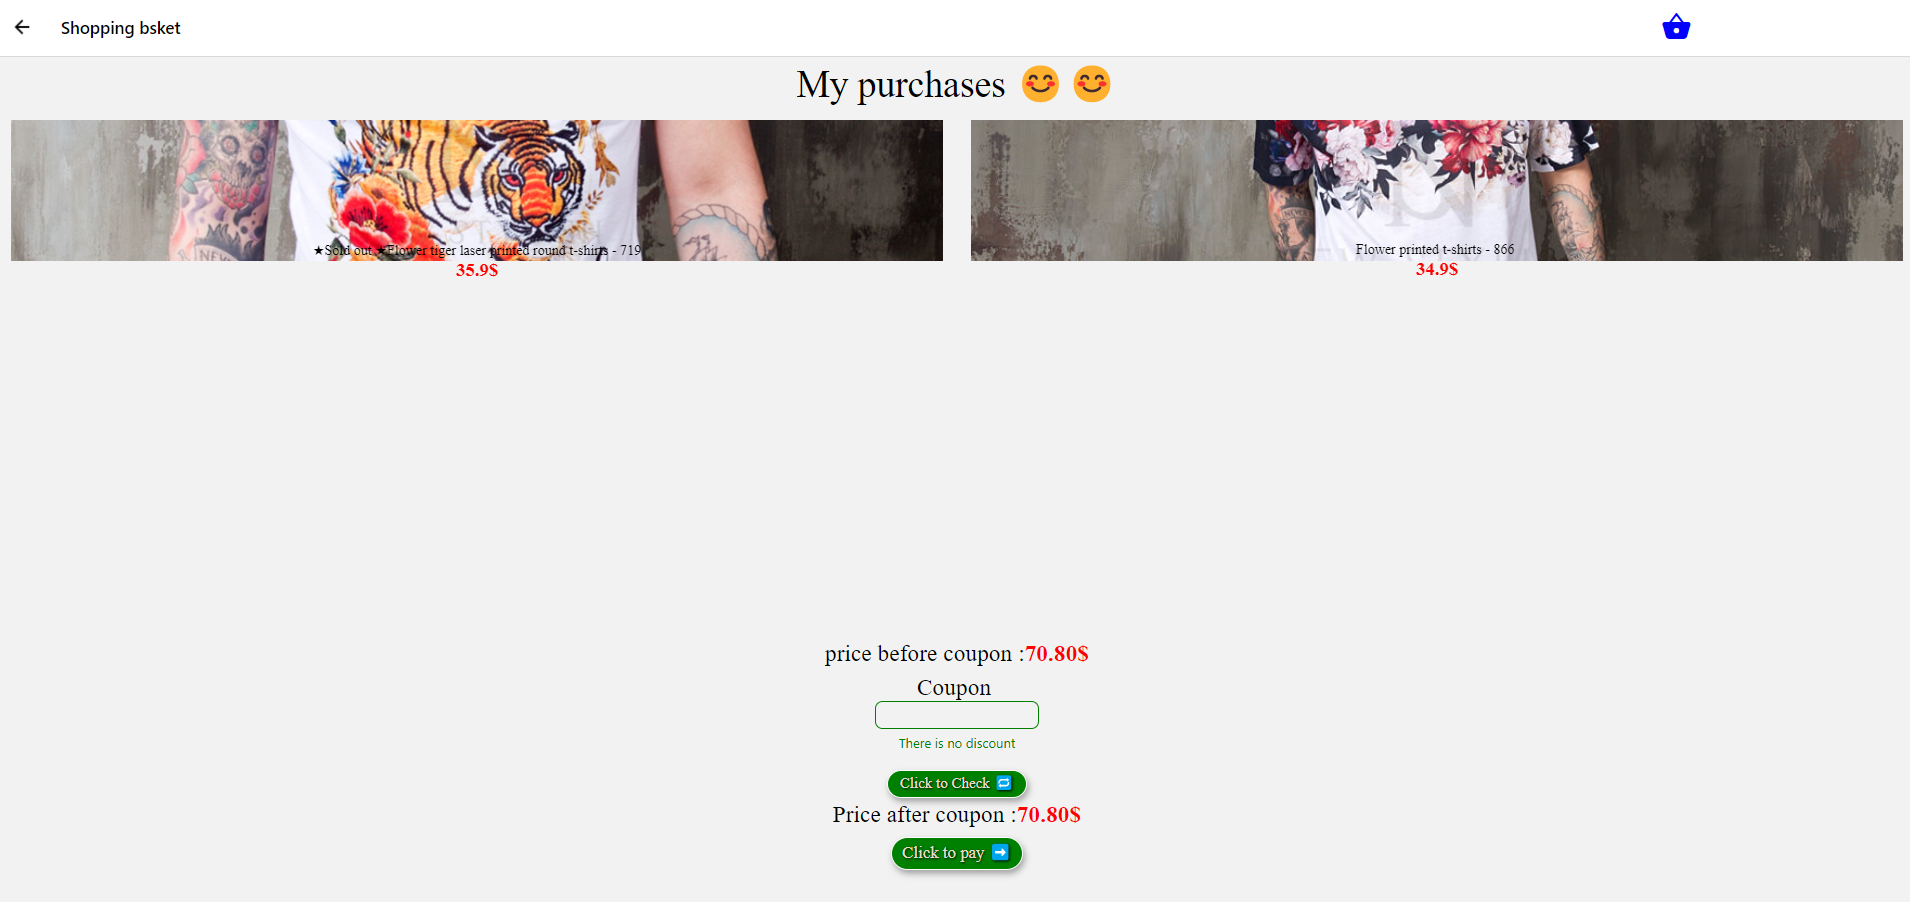 Shopping bsket
My purchases 😊 😊
★Sold out ★Flower tiger laser printed round t-shirts - 719
35.9$
Flower printed t-shirts - 866
34.9$
price before coupon :70.80$
Coupon
There is no discount
Click to Check 🔁
Price after coupon :70.80$
Click to pay ➡️